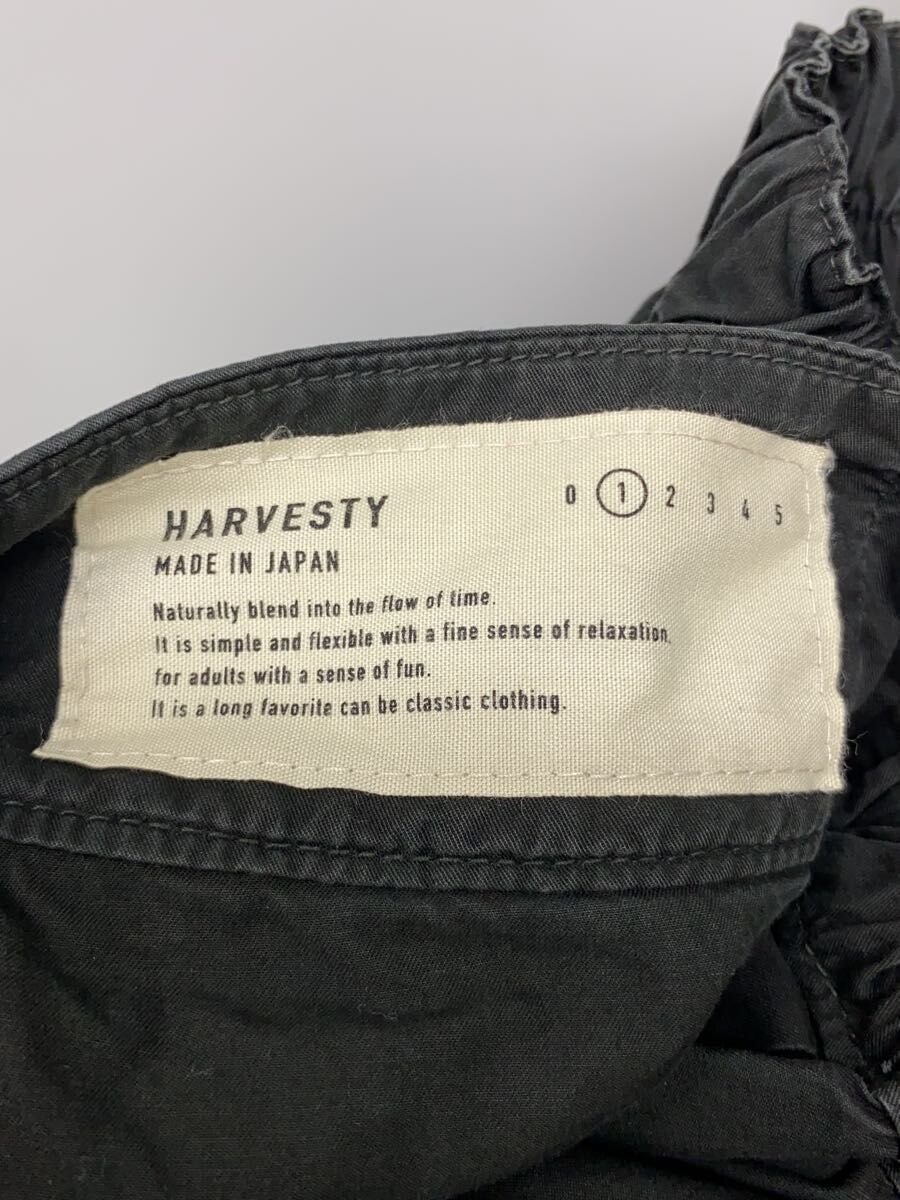 HARVESTY
0 1 2 3 4 5
MADE IN JAPAN
Naturally blend into the flow of time.
It is simple and flexible with a fine sense of relaxation,
for adults with a sense of fun.
It is a long favorite can be classic clothing.